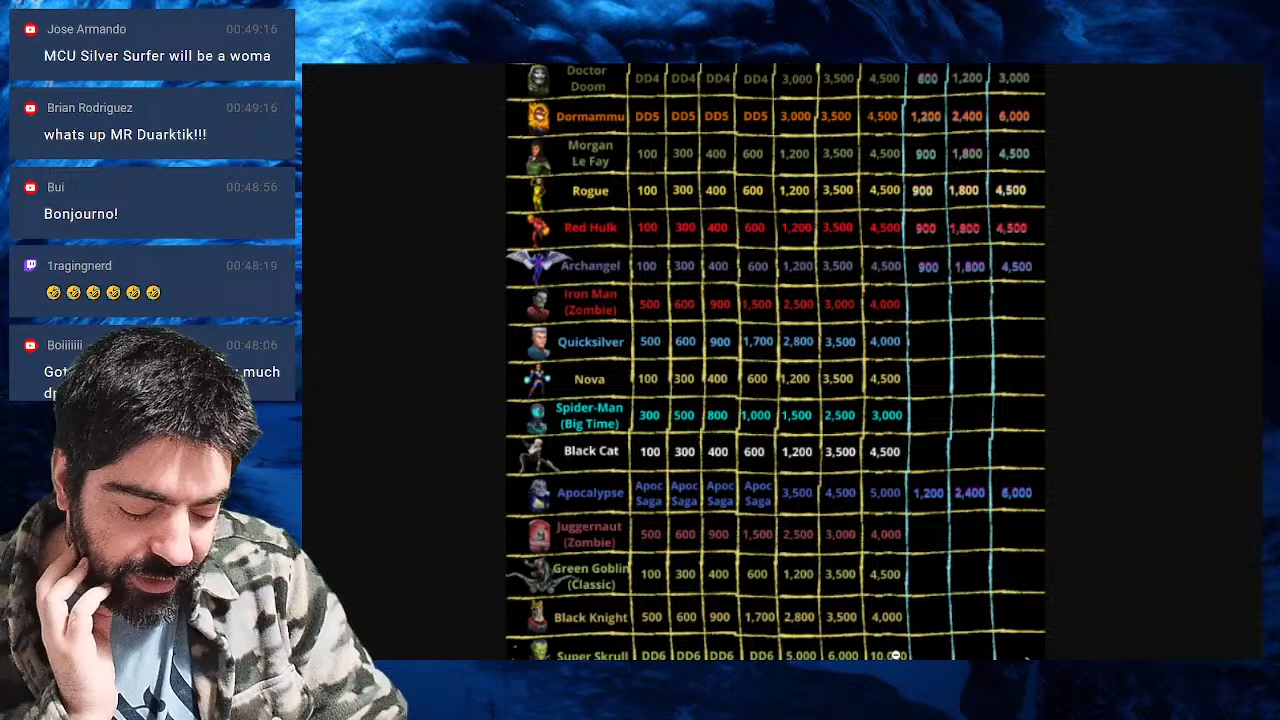 Jose Armando 00:49:16
MCU Silver Surfer will be a woma
Brian Rodriguez 00:49:16
whats up MR Duarktik!!!
Bui 00:48:56
Bonjourno!
1ragingnerd 00:48:19
Boiiiiii 00:48:06
Got much
Doctor Doom DD4 DD4 DD4 DD4 3,000 3,500 4,500 600 1,200 3,000
Dormammu DD5 DD5 DD5 DD5 3,000 3,500 4,500 1,200 2,400 6,000
Morgan Le Fay 100 300 400 600 1,200 3,500 4,500 900 1,800 4,500
Rogue 100 300 400 600 1,200 3,500 4,500 900 1,800 4,500
Red Hulk 100 300 400 600 1,200 3,500 4,500 900 1,800 4,500
Archangel 100 300 400 600 1,200 3,500 4,500 900 1,800 4,500
Iron Man (Zombie) 500 600 900 1,500 2,500 3,000 4,000
Quicksilver 500 600 900 1,700 2,800 3,500 4,000
Nova 100 300 400 600 1,200 3,500 4,500
Spider-Man (Big Time) 300 500 800 1,000 1,500 2,500 3,000
Black Cat 100 300 400 600 1,200 3,500 4,500
Apocalypse Apoc Saga Apoc Saga Apoc Saga Apoc Saga 3,500 4,500 5,000 1,200 2,400 6,000
Juggernaut (Zombie) 500 600 900 1,500 2,500 3,000 4,000
Green Goblin (Classic) 100 300 400 600 1,200 3,500 4,500
Black Knight 500 600 900 1,700 2,800 3,500 4,000
Super Skrull DD6 DD6 DD6 DD6 5,000 6,000